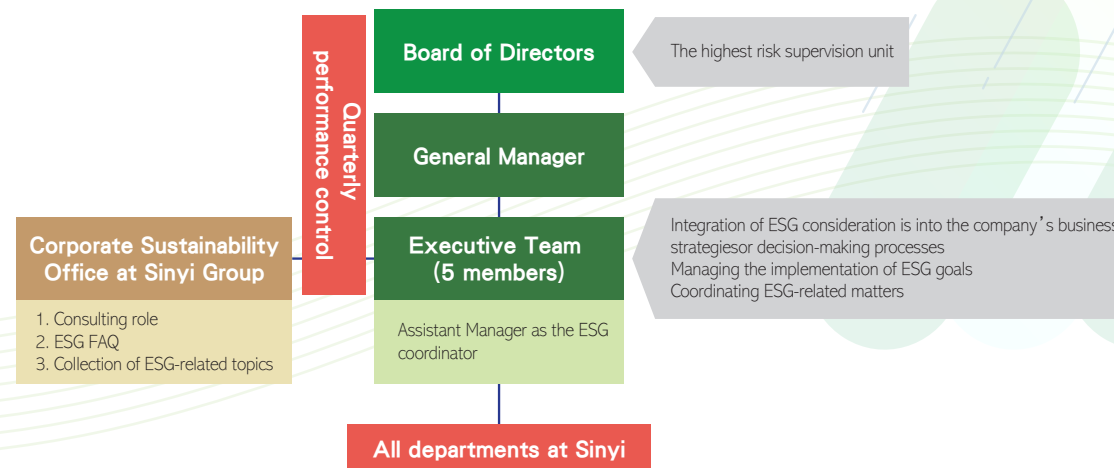 Quarterly
performance control
Board of Directors
The highest risk supervision unit
General Manager
Corporate Sustainability
Office at Sinyi Group
1. Consulting role
2. ESG FAQ
3. Collection of ESG-related topics
Executive Team
(5 members)
Assistant Manager as the ESG
coordinator
Integration of ESG consideration is into the company’s business
strategiesor decision-making processes
Managing the implementation of ESG goals
Coordinating ESG-related matters
All departments at Sinyi